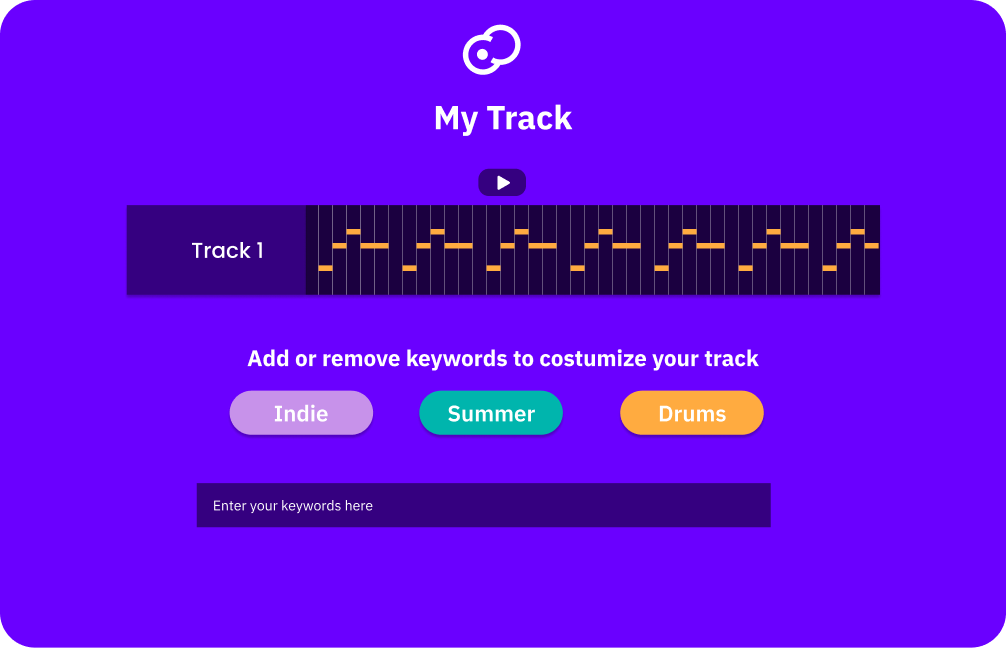 My Track
Track 1
Add or remove keywords to costumize your track
Indie
Summer
Drums
Enter your keywords here